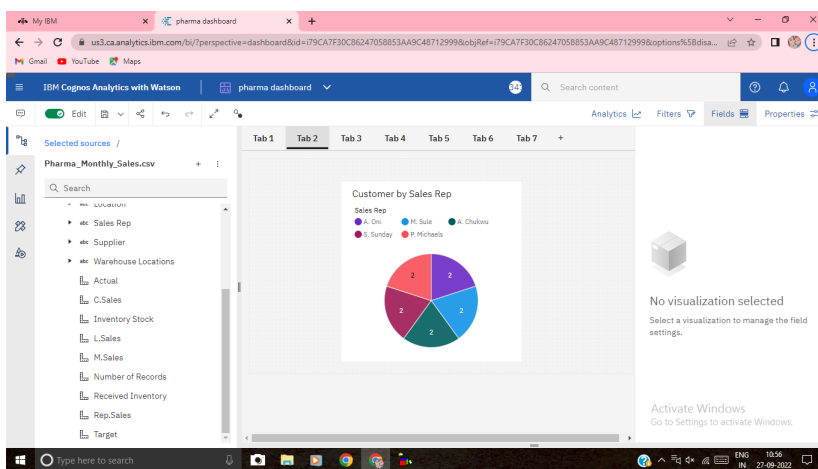 My IBM
pharma dashboard
us3.ca.analytics.ibm.com/bi/?perspective=dashboard&id=i79CA7F30C86247058853AA9C48712999&objRef=i79CA7F30C86247058853AA9C48712999&options%5Bdisa...
Gmail YouTube Maps
IBM Cognos Analytics with Watson pharma dashboard Search content
Edit Analytics Filters Fields Properties
Selected sources /
Tab 1 Tab 2 Tab 3 Tab 4 Tab 5 Tab 6 Tab 7 +
Pharma_Monthly_Sales.csv
Search
abc Location
abc Sales Rep
abc Supplier
abc Warehouse Locations
Actual
C.Sales
Inventory Stock
L.Sales
M.Sales
Number of Records
Received Inventory
Rep.Sales
Target
Customer by Sales Rep
Sales Rep
A. Oni M. Sule A. Chukwu
S. Sunday P. Michaels
2 2
2 2
2
No visualization selected
Select a visualization to manage the field
settings.
Activate Windows
Go to Settings to activate Windows.
Type here to search
ENG 10:56
IN 27-09-2022